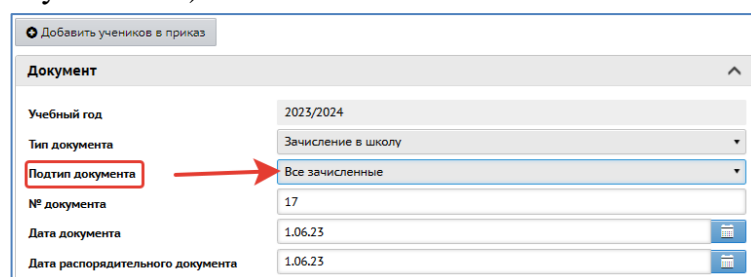 Добавить учеников в приказ
Документ
Учебный год 2023/2024
Тип документа Зачисление в школу
Подтип документа Все зачисленные
№ документа 17
Дата документа 1.06.23
Дата распорядительного документа 1.06.23